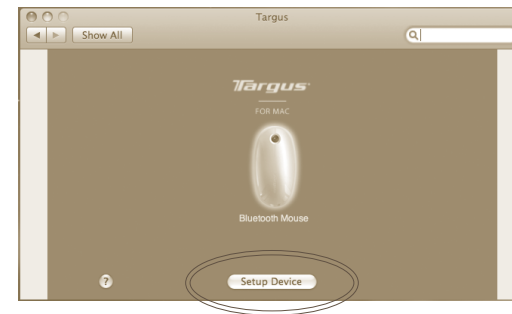 Targus
Show All
Targus
FOR MAC
Bluetooth Mouse
?
Setup Device